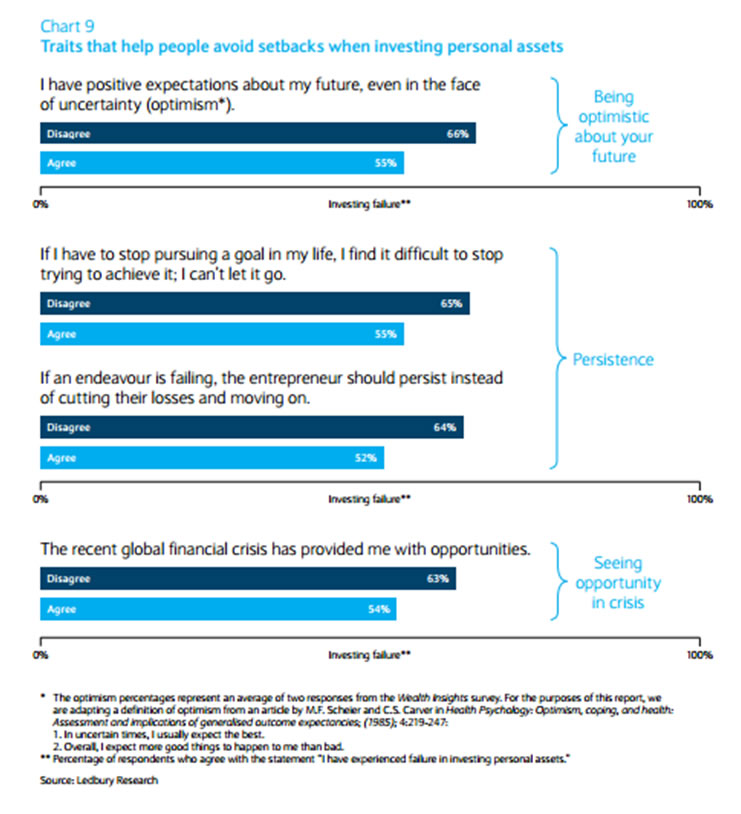 Chart 9
Traits that help people avoid setbacks when investing personal assets
I have positive expectations about my future, even in the face
of uncertainty (optimism*).
Disagree 66%
Agree 55%
Being
optimistic
about your
future
0% Investing failure** 100%
If I have to stop pursuing a goal in my life, I find it difficult to stop
trying to achieve it; I can't let it go.
Disagree 65%
Agree 55%
If an endeavour is failing, the entrepreneur should persist instead
of cutting their losses and moving on.
Disagree 64%
Agree 52%
Persistence
0% Investing failure** 100%
The recent global financial crisis has provided me with opportunities.
Disagree 63%
Agree 54%
Seeing
opportunity
in crisis
0% Investing failure** 100%
* The optimism percentages represent an average of two responses from the Wealth Insights survey. For the purposes of this report, we
are adapting a definition of optimism from an article by M.F. Scheier and C.S. Carver in Health Psychology: Optimism, coping, and health:
Assessment and implications of generalised outcome expectancies; (1985); 4:219-247:
1. In uncertain times, I usually expect the best.
2. Overall, I expect more good things to happen to me than bad.
** Percentage of respondents who agree with the statement "I have experienced failure in investing personal assets."
Source: Ledbury Research